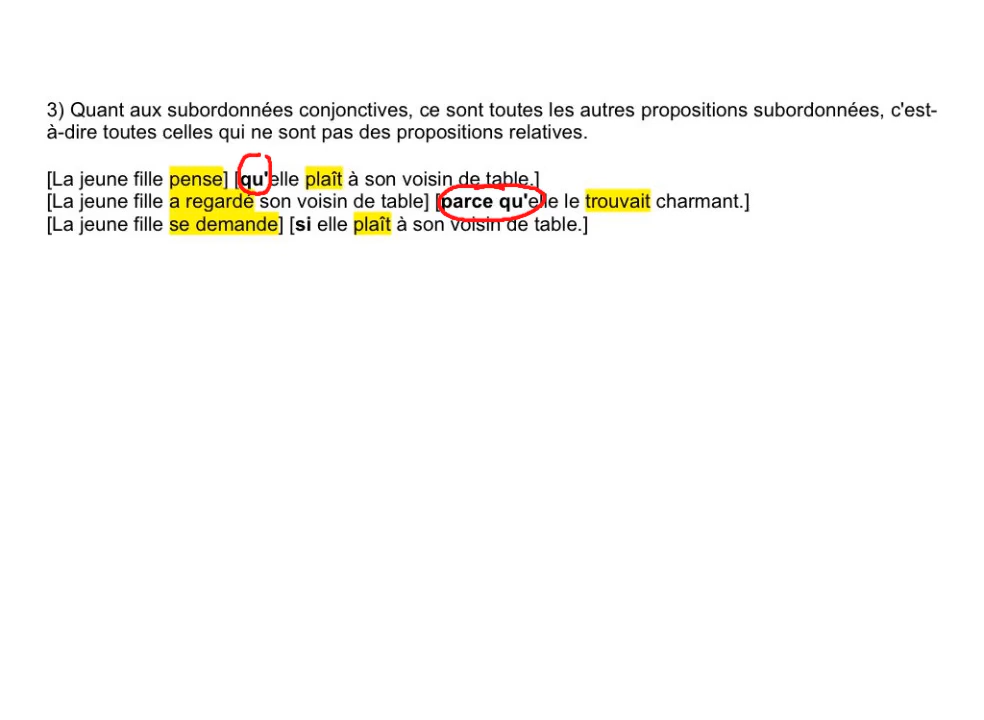 3) Quant aux subordonnées conjonctives, ce sont toutes les autres propositions subordonnées, c'est-
à-dire toutes celles qui ne sont pas des propositions relatives.
[La jeune fille pense] [qu'elle plaît à son voisin de table.]
[La jeune fille a regardé son voisin de table] [parce qu'elle le trouvait charmant.]
[La jeune fille se demande] [si elle plaît à son voisin de table.]